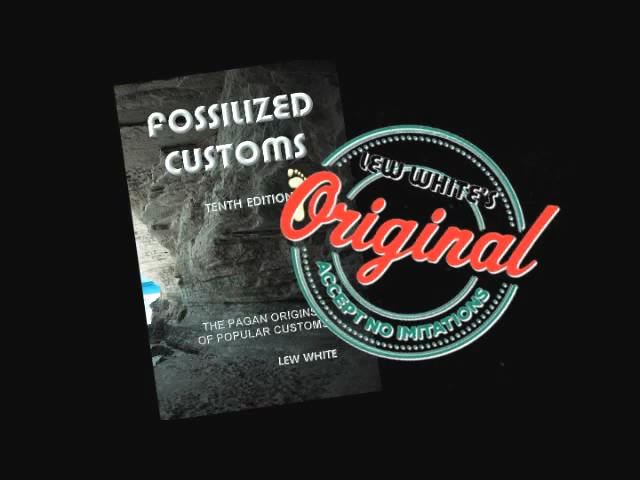 FOSSILIZED
CUSTOMS
TENTH EDITION
THE PAGAN ORIGINS
OF POPULAR CUSTOMS
LEW WHITE
LEW WHITE'S
Original
ACCEPT NO IMITATIONS